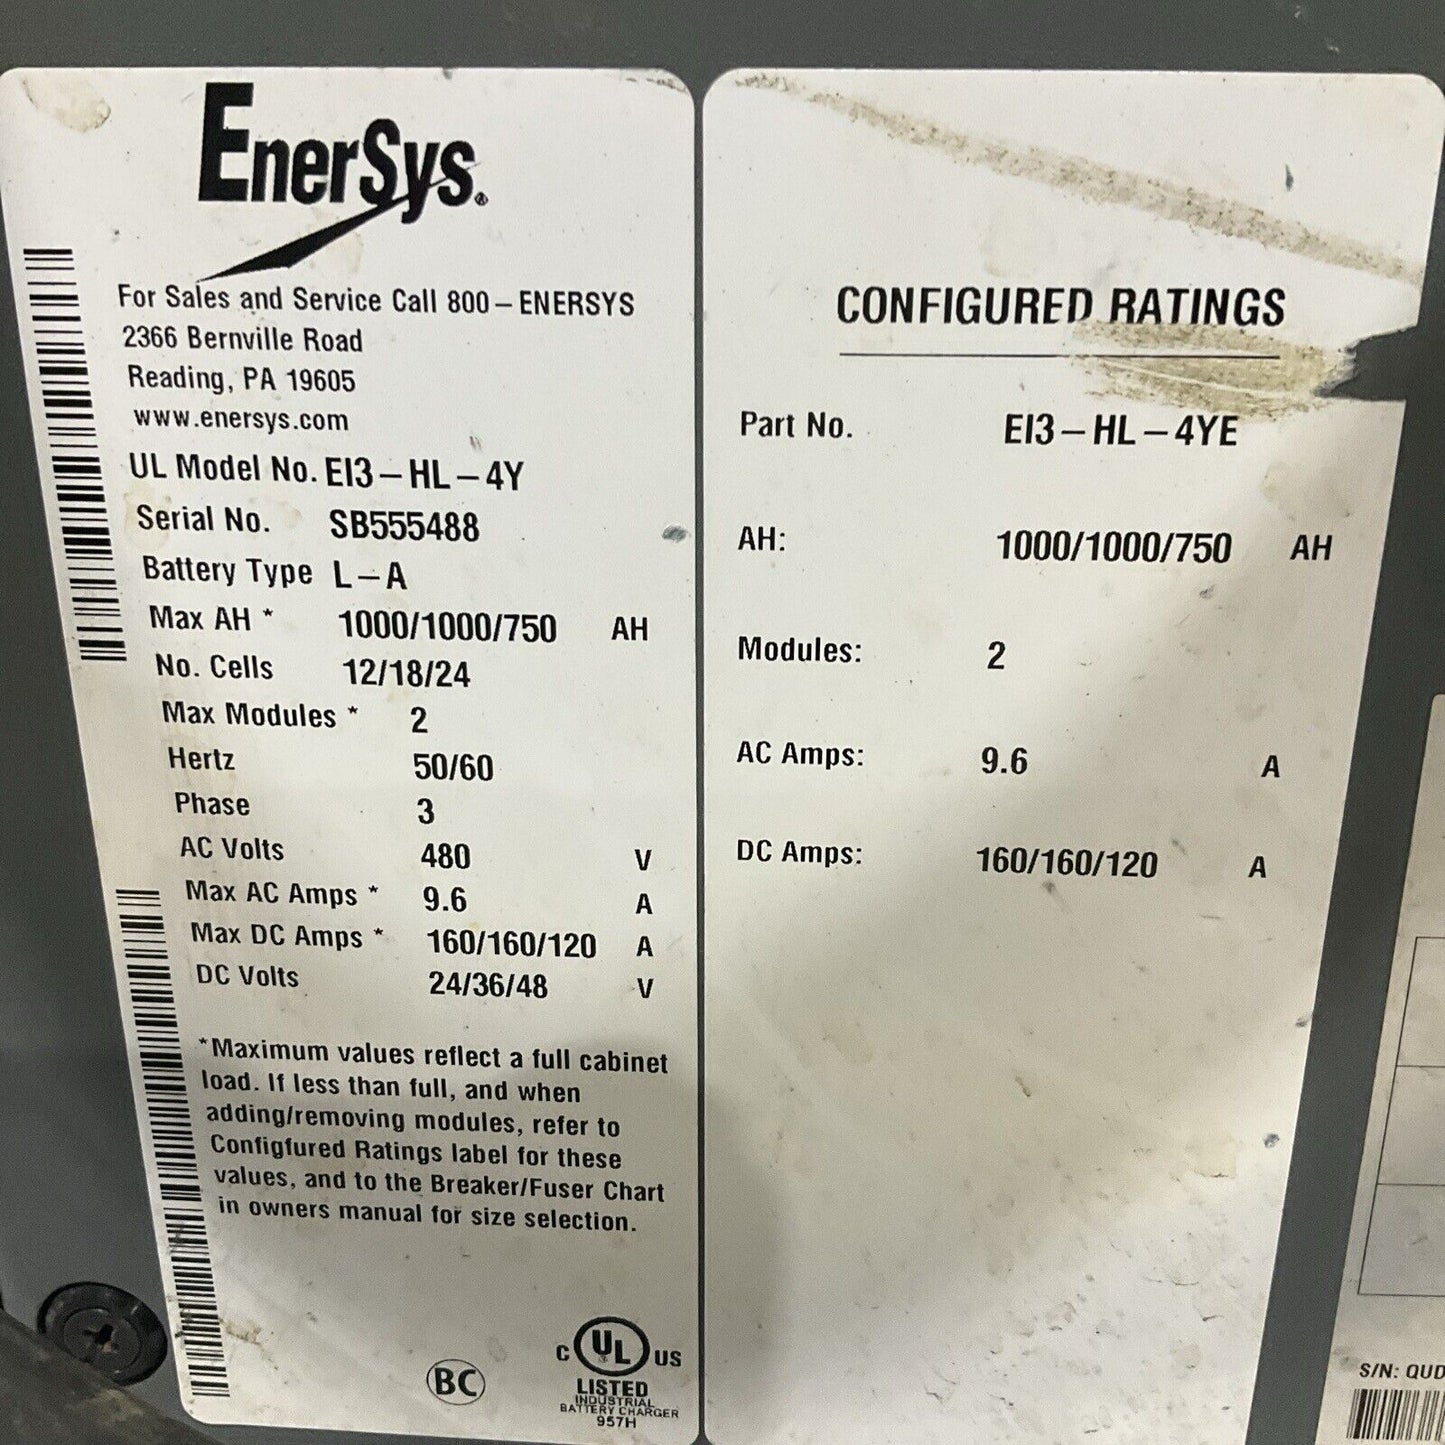 EnerSys®
For Sales and Service Call 800-ENERSYS
2366 Bernville Road
Reading, PA 19605
www.enersys.com
UL Model No. EI3-HL-4Y
Serial No. SB555488
Battery Type L-A
Max AH * 1000/1000/750 AH
No. Cells 12/18/24
Max Modules * 2
Hertz 50/60
Phase 3
AC Volts 480 V
Max AC Amps * 9.6 A
Max DC Amps * 160/160/120 A
DC Volts 24/36/48 V
*Maximum values reflect a full cabinet
load. If less than full, and when
adding/removing modules, refer to
Configfured Ratings label for these
values, and to the Breaker/Fuser Chart
in owners manual for size selection.
BC
C UL US
®
LISTED
INDUSTRIAL
BATTERY CHARGER
957H
CONFIGURED RATINGS
Part No. EI3-HL-4YE
AH: 1000/1000/750 AH
Modules: 2
AC Amps: 9.6 A
DC Amps: 160/160/120 A
S/N: QUD